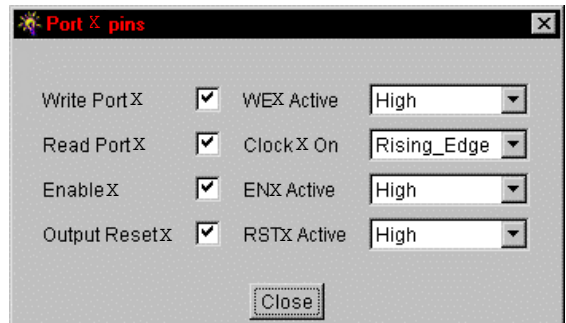 Port X pins
Write Port X WEX Active High
Read Port X Clock X On Rising_Edge
Enable X ENX Active High
Output Reset X RSTX Active High
Close